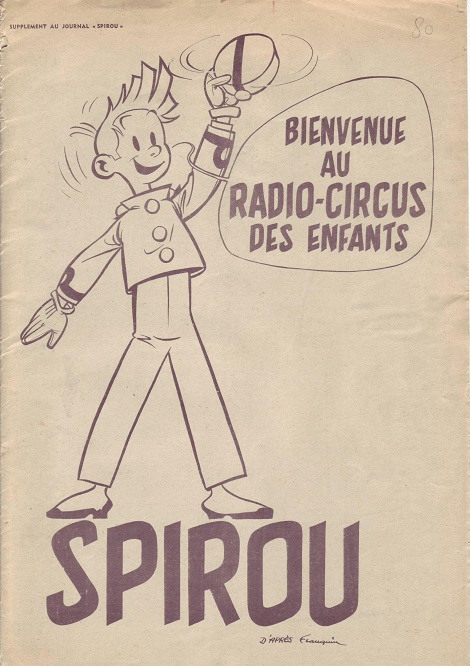 SUPPLEMENT AU JOURNAL « SPIROU »
80
BIENVENUE
AU
RADIO-CIRCUS
DES ENFANTS
SPIROU
D'APRÈS Franquin